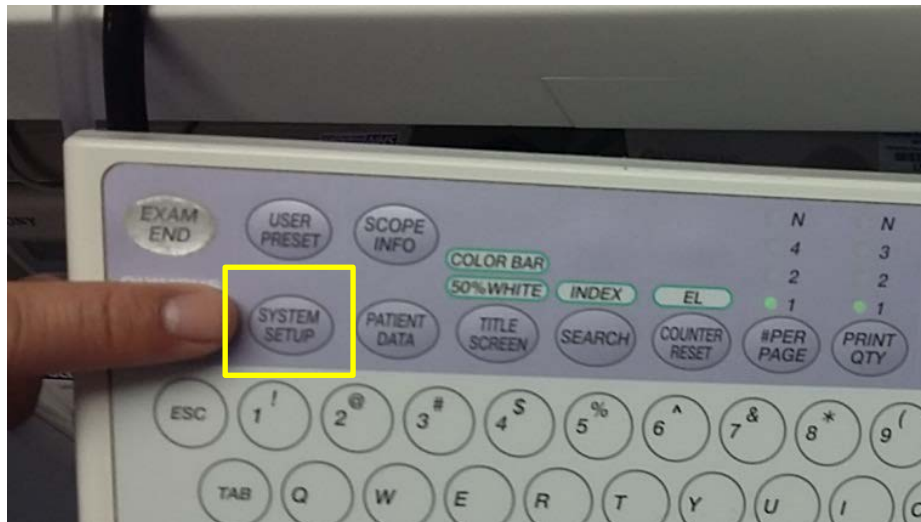 EXAM
END
USER
PRESET
SCOPE
INFO
COLOR BAR
50%WHITE
INDEX
EL
N
4
2
1
N
3
2
1
SYSTEM
SETUP
PATIENT
DATA
TITLE
SCREEN
SEARCH
COUNTER
RESET
#PER
PAGE
PRINT
QTY
ESC
! 1
@ 2
# 3
$ 4
% 5
^ 6
& 7
* 8
( 9
TAB Q W E R T Y U I